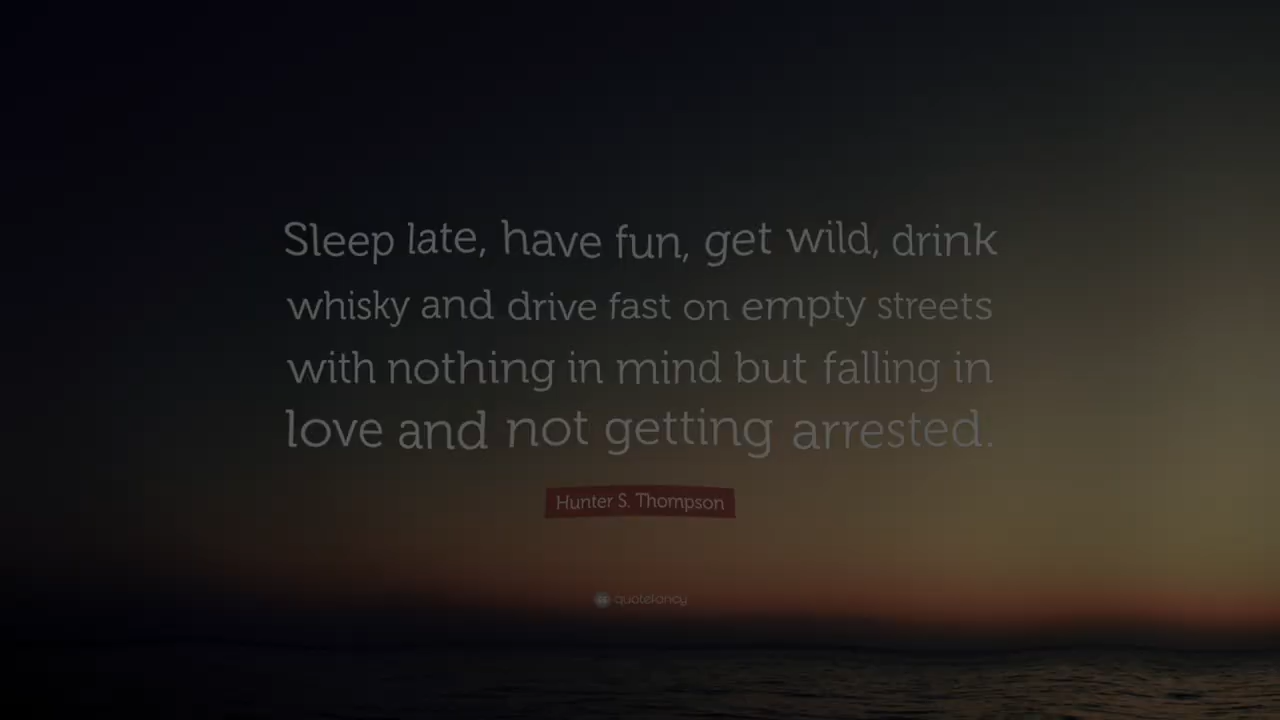 Sleep late, have fun, get wild, drink
whisky and drive fast on empty streets
with nothing in mind but falling in
love and not getting arrested.
Hunter S. Thompson
quotefancy